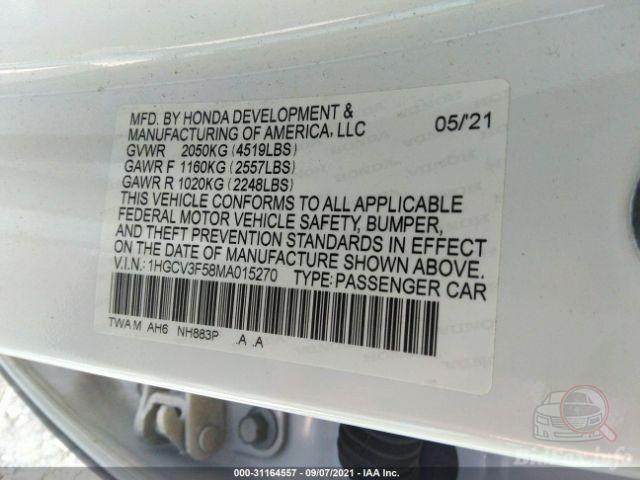 MFD. BY HONDA DEVELOPMENT & 05/'21
MANUFACTURING OF AMERICA, LLC
GVWR 2050KG (4519LBS)
GAWR F 1160KG (2557LBS)
GAWR R 1020KG (2248LBS)
THIS VEHICLE CONFORMS TO ALL APPLICABLE
FEDERAL MOTOR VEHICLE SAFETY, BUMPER,
AND THEFT PREVENTION STANDARDS IN EFFECT
ON THE DATE OF MANUFACTURE SHOWN ABOVE.
V.I.N.: 1HGCV3F58MA015270 TYPE: PASSENGER CAR
TWA M AH6 NH883P .A .A
000-31164557 - 09/07/2021 - IAA Inc.